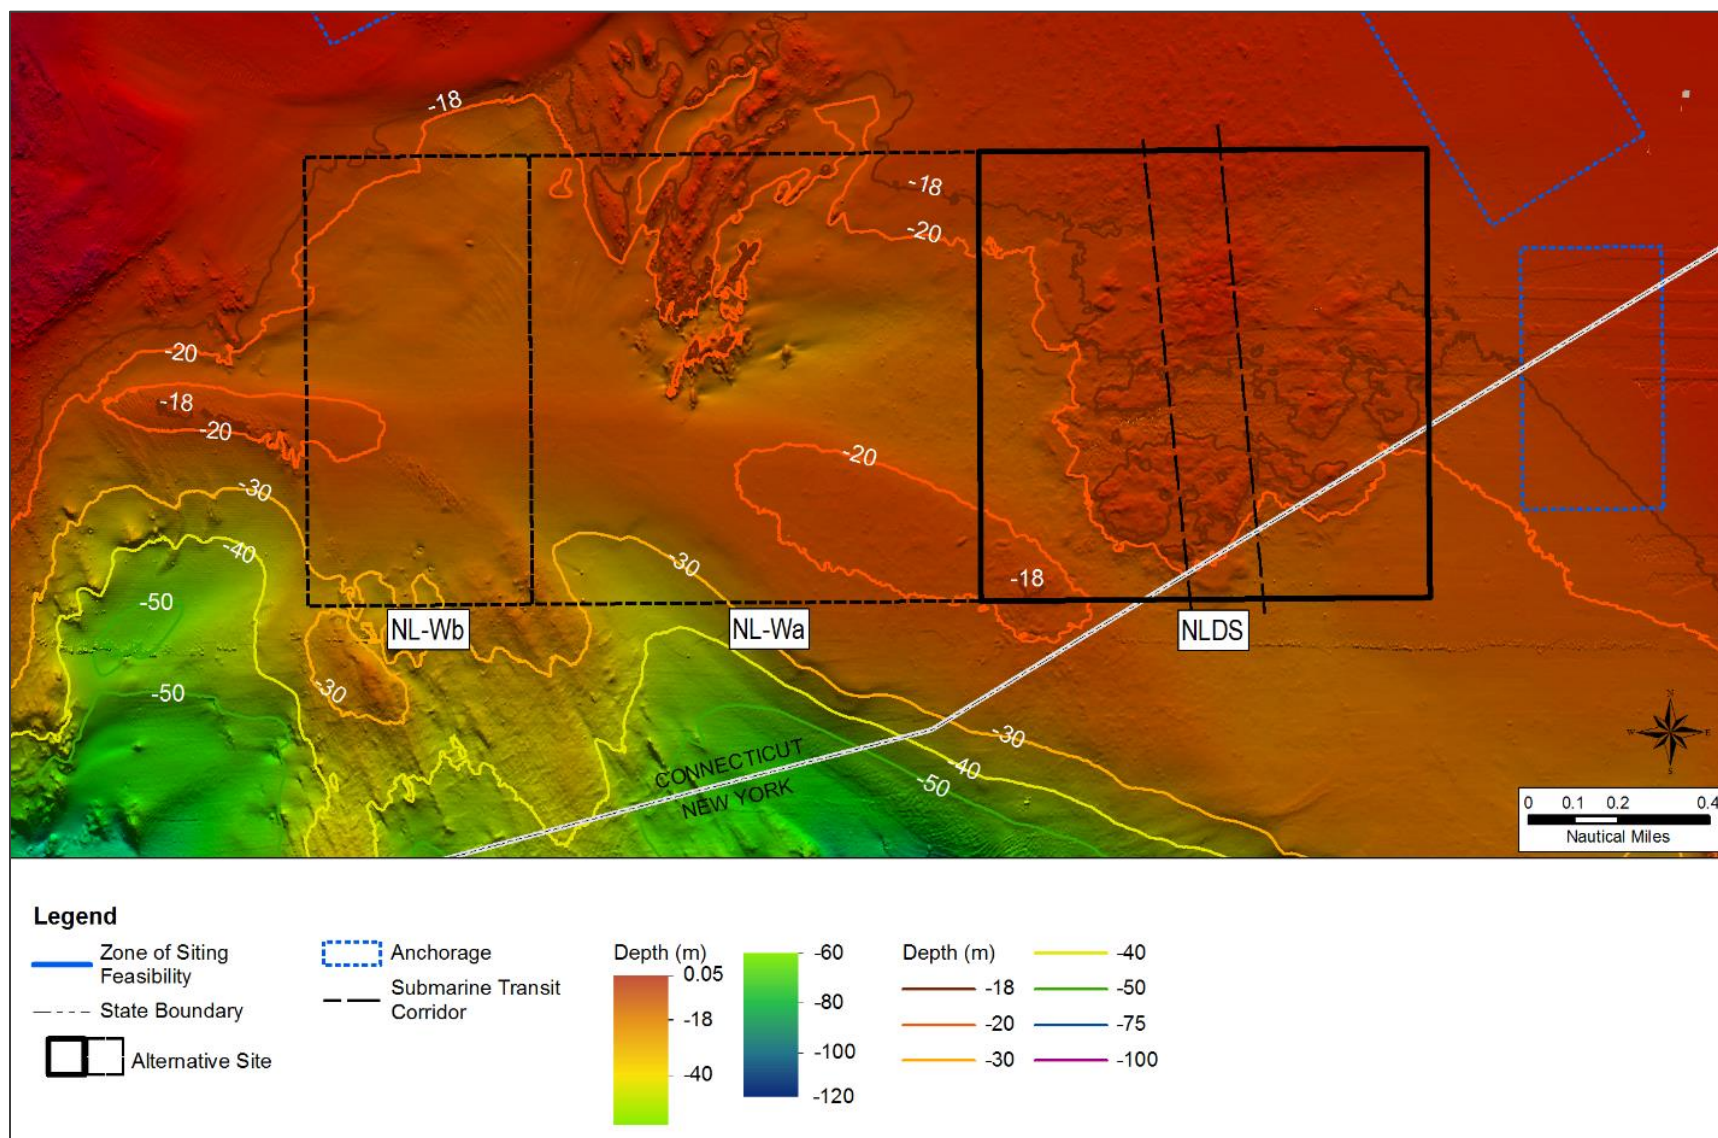 -18
-18
-20
-20
-18
-20
-20
-30
-40
-30
-50
-18
NL-Wb
NL-Wa
NLDS
-30
-50
-30
-40
-50
CONNECTICUT
NEW YORK
N
W E
S
0 0.1 0.2 0.4
Nautical Miles
Legend
Zone of Siting
Feasibility
State Boundary
Alternative Site
Anchorage
Submarine Transit
Corridor
Depth (m)
0.05
-18
-40
-60
-80
-100
-120
Depth (m)
-18
-20
-30
-40
-50
-75
-100